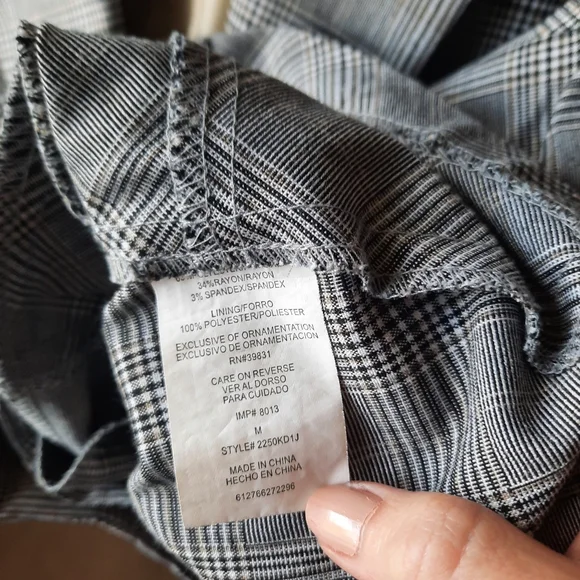 34%RAYON/RAYON
3% SPANDEX/SPANDEX
LINING/FORRO
100% POLYESTER/POLIESTER
EXCLUSIVE OF ORNAMENTATION
EXCLUSIVO DE ORNAMENTACION
RN#39831
CARE ON REVERSE
VER AL DORSO
PARA CUIDADO
IMP# 8013
M
STYLE# 2250KD1J
MADE IN CHINA
HECHO EN CHINA
612766272296